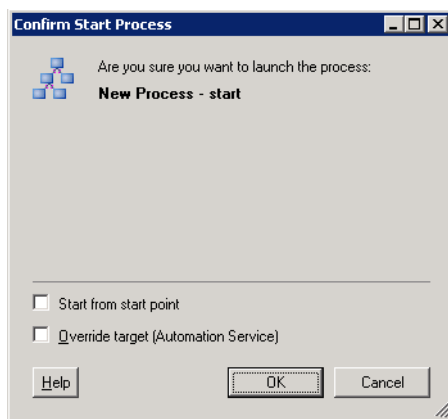 Confirm Start Process
Are you sure you want to launch the process:
New Process - start
Start from start point
Override target (Automation Service)
Help OK Cancel